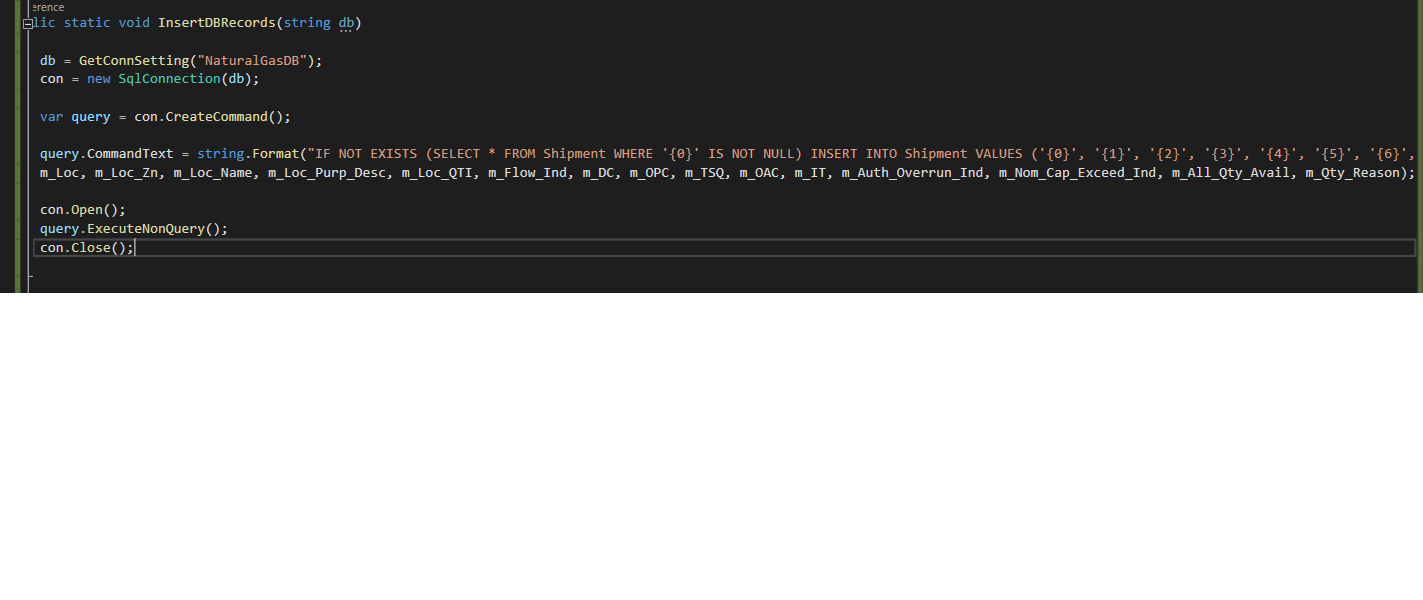 erence
lic static void InsertDBRecords(string db)
db = GetConnSetting("NaturalGasDB");
con = new SqlConnection(db);
var query = con.CreateCommand();
query.CommandText = string.Format("IF NOT EXISTS (SELECT * FROM Shipment WHERE '{0}' IS NOT NULL) INSERT INTO Shipment VALUES ('{0}', '{1}', '{2}', '{3}', '{4}', '{5}', '{6}',
m_Loc, m_Loc_Zn, m_Loc_Name, m_Loc_Purp_Desc, m_Loc_QTI, m_Flow_Ind, m_DC, m_OPC, m_TSQ, m_OAC, m_IT, m_Auth_Overrun_Ind, m_Nom_Cap_Exceed_Ind, m_All_Qty_Avail, m_Qty_Reason);
con.Open();
query.ExecuteNonQuery();
con.Close();